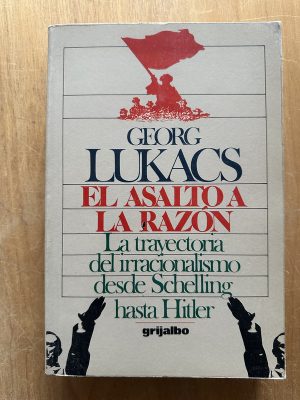 GEORG
LUKACS
EL ASALTO A
LA RAZÓN
La trayectoria
del irracionalismo
desde Schelling
hasta Hitler
grijalbo